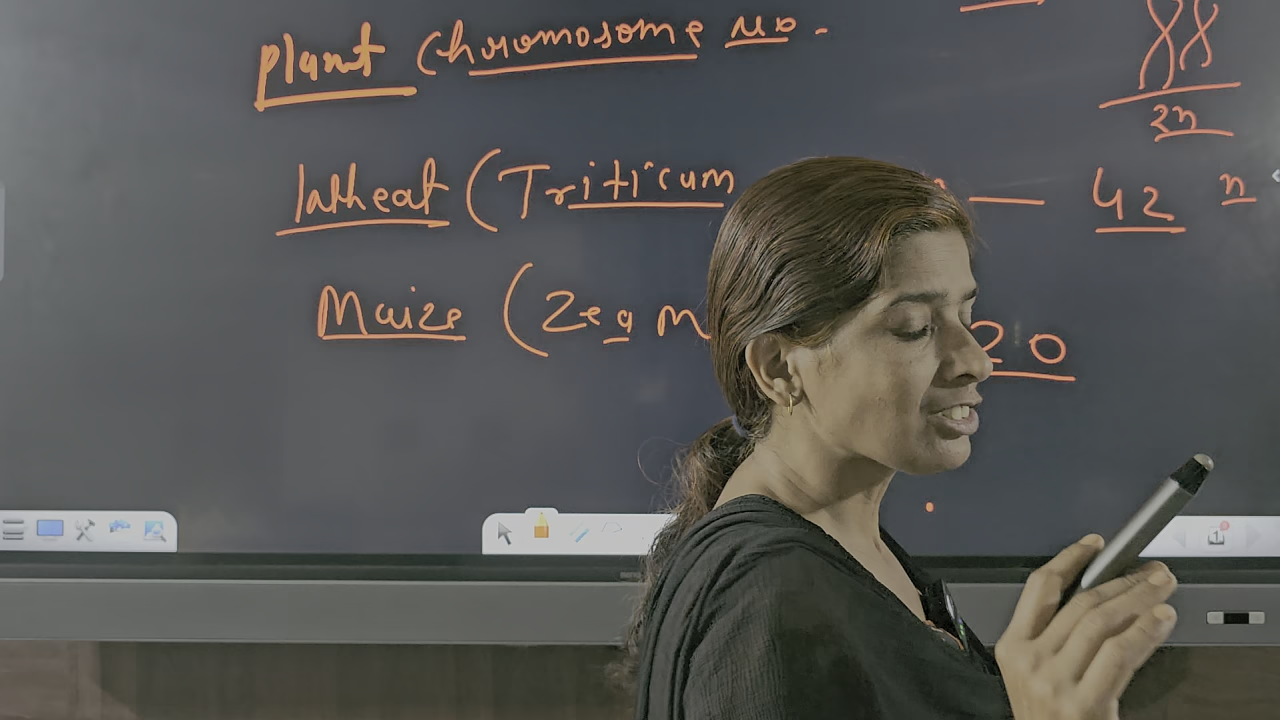 Plant Chromosome no.
2n
Wheat (Triticum — 42 n
Maize (Zea m 20